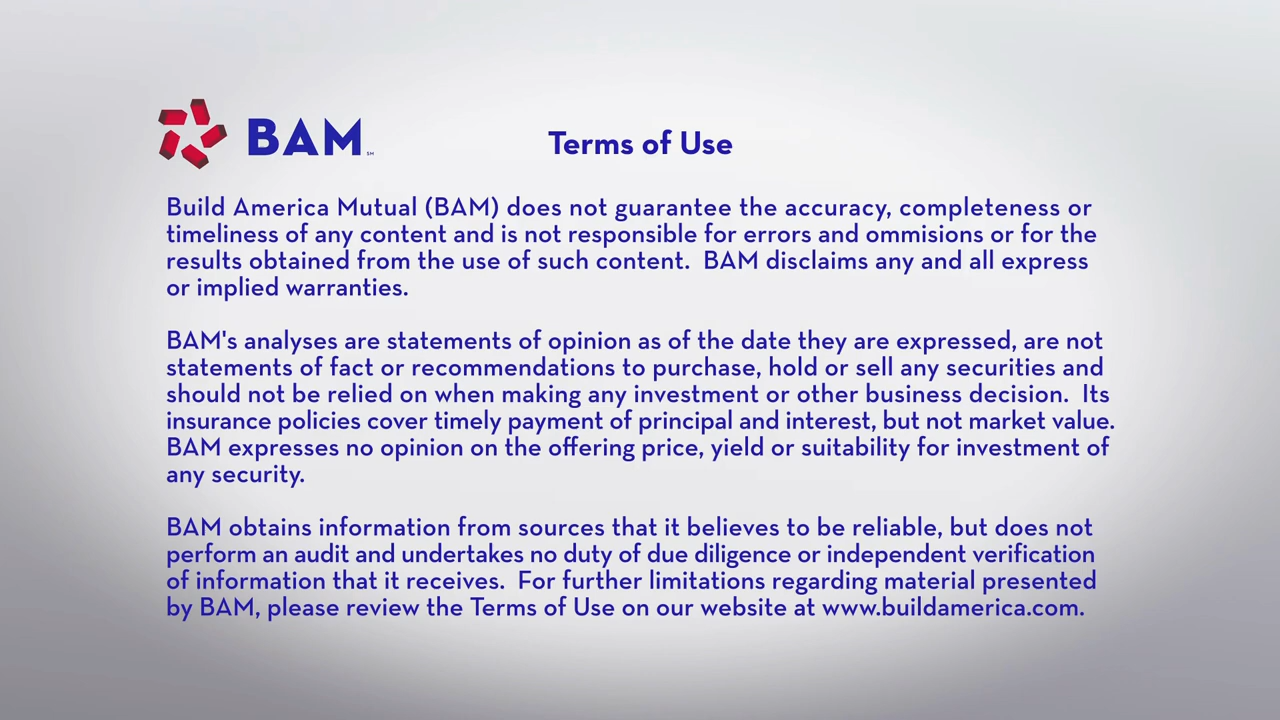 BAM SM
Terms of Use
Build America Mutual (BAM) does not guarantee the accuracy, completeness or
timeliness of any content and is not responsible for errors and ommisions or for the
results obtained from the use of such content.  BAM disclaims any and all express
or implied warranties.
BAM's analyses are statements of opinion as of the date they are expressed, are not
statements of fact or recommendations to purchase, hold or sell any securities and
should not be relied on when making any investment or other business decision.  Its
insurance policies cover timely payment of principal and interest, but not market value.
BAM expresses no opinion on the offering price, yield or suitability for investment of
any security.
BAM obtains information from sources that it believes to be reliable, but does not
perform an audit and undertakes no duty of due diligence or independent verification
of information that it receives.  For further limitations regarding material presented
by BAM, please review the Terms of Use on our website at www.buildamerica.com.